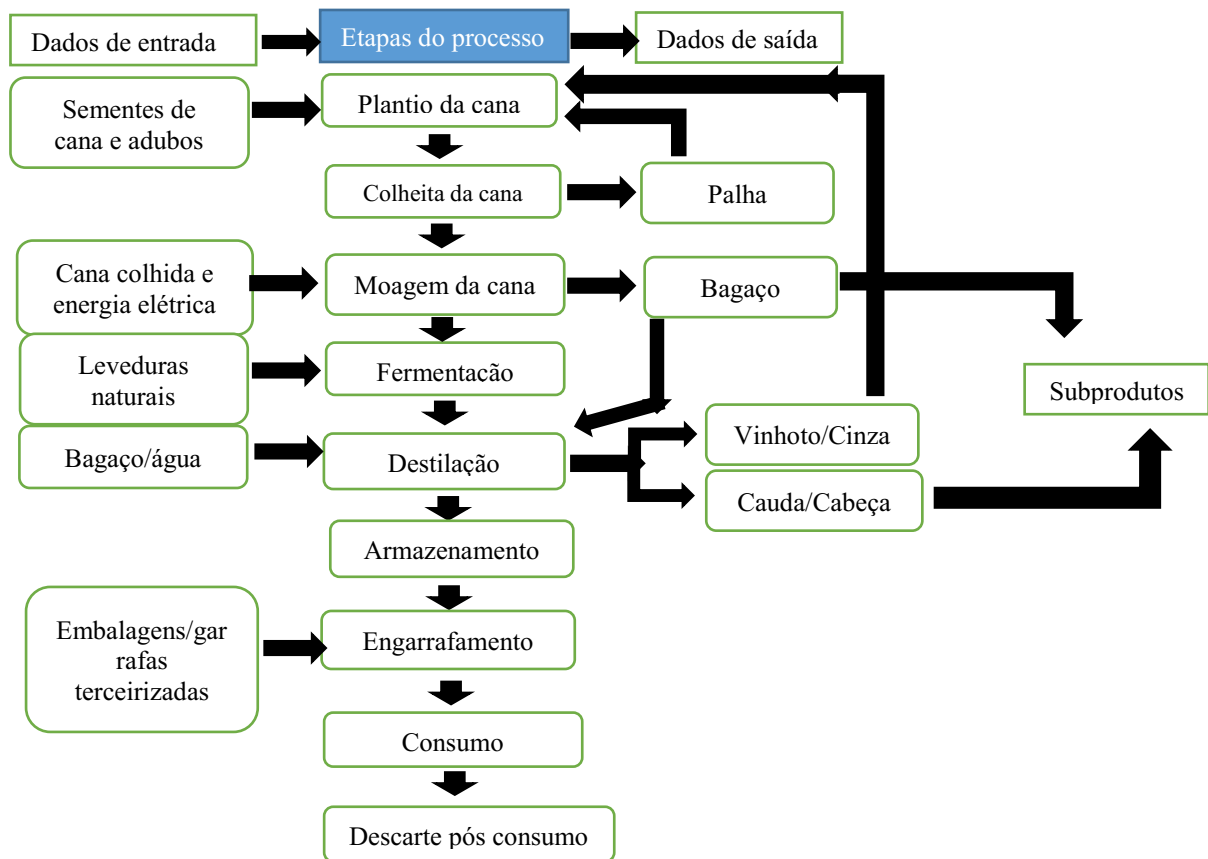 Dados de entrada
Etapas do processo
Dados de saída
Sementes de
cana e adubos
Plantio da cana
Colheita da cana
Palha
Cana colhida e
energia elétrica
Moagem da cana
Bagaço
Leveduras
naturais
Fermentacão
Subprodutos
Vinhoto/Cinza
Bagaço/água
Destilação
Cauda/Cabeça
Armazenamento
Embalagens/gar
rafas
terceirizadas
Engarrafamento
Consumo
Descarte pós consumo